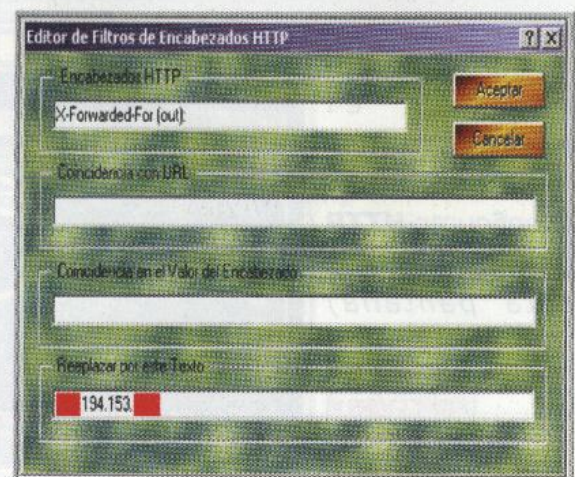 Editor de Filtros de Encabezados HTTP
Encabezados HTTP
X-Forwarded-For (out):
Aceptar
Cancelar
Coincidencia con URL
Coincidencia en el Valor del Encabezado
Reeplazar por este Texto
194.153.